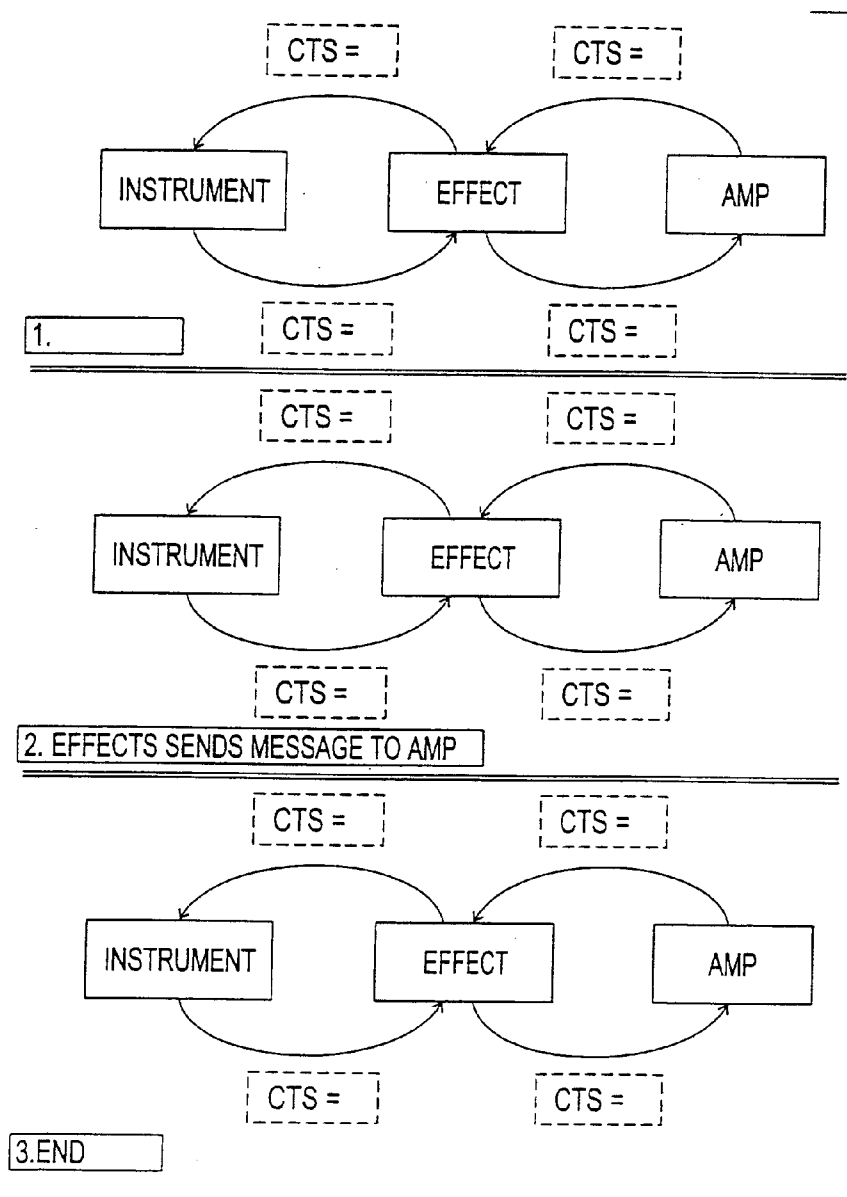 CTS = CTS =
INSTRUMENT EFFECT AMP
CTS = CTS =
1.
CTS = CTS =
INSTRUMENT EFFECT AMP
CTS = CTS =
2. EFFECTS SENDS MESSAGE TO AMP
CTS = CTS =
INSTRUMENT EFFECT AMP
CTS = CTS =
3.END